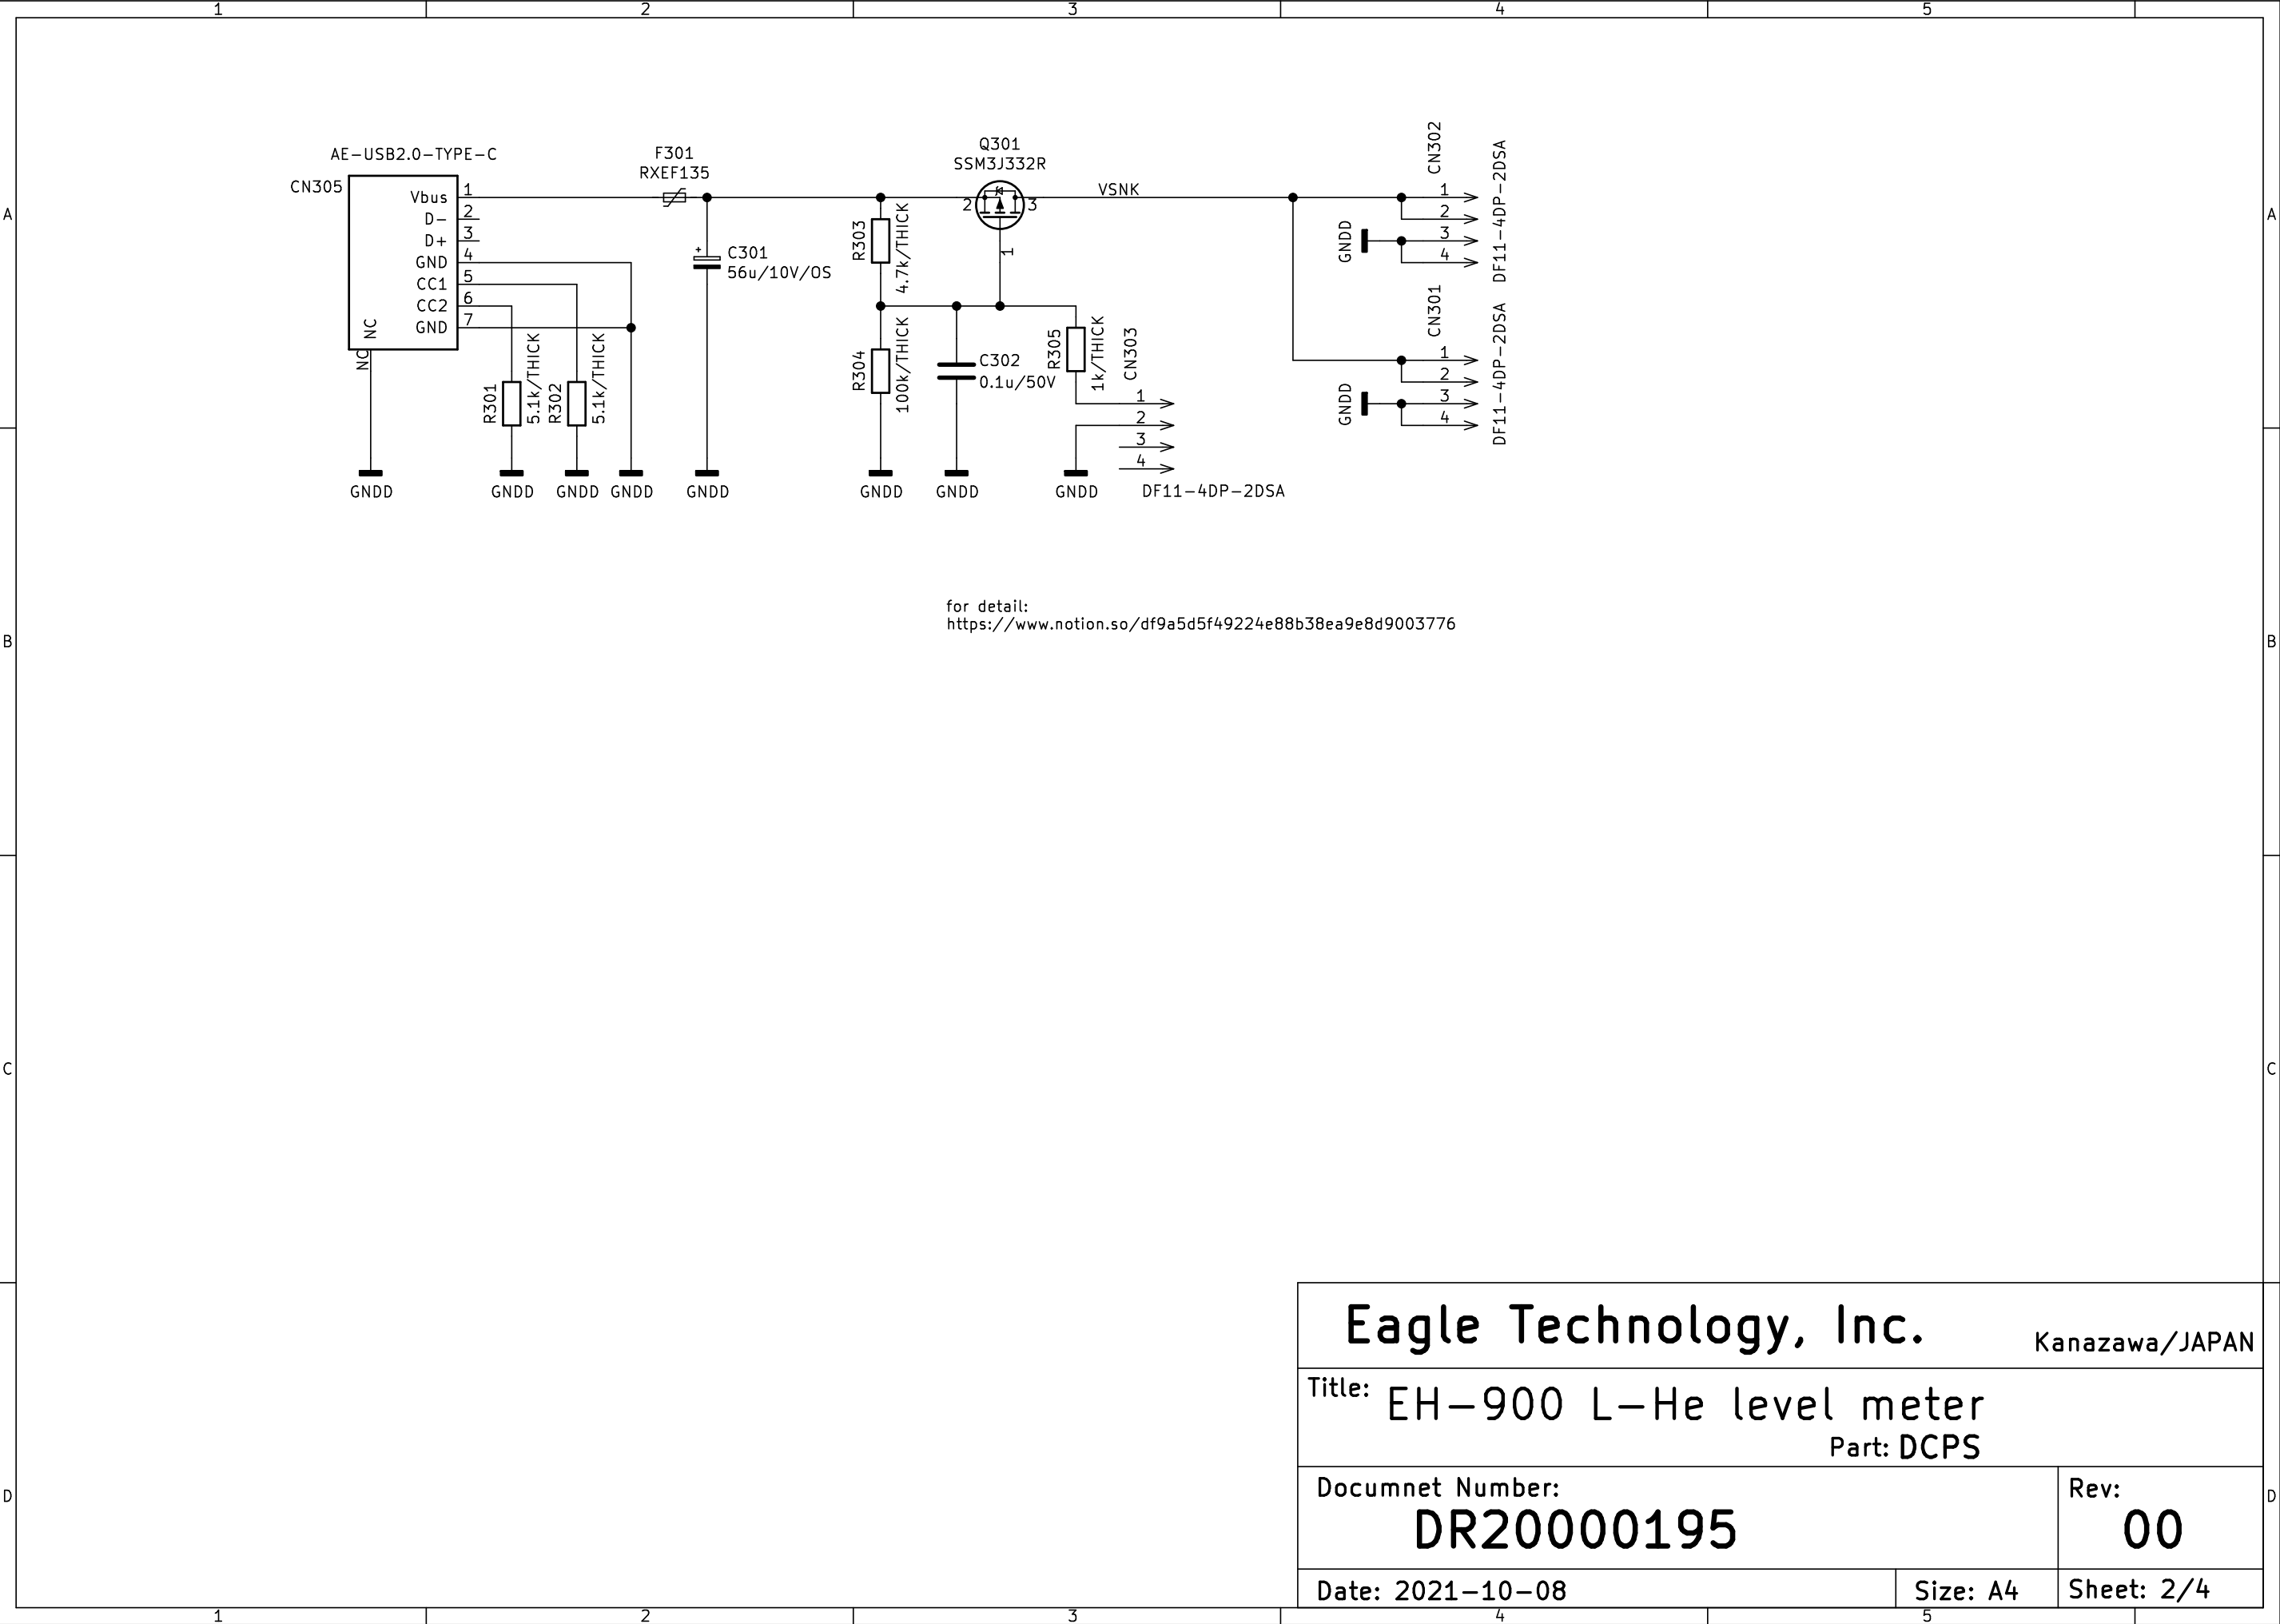 1 2 3 4 5
A A
B B
C C
D D
AE-USB2.0-TYPE-C
CN305
Vbus 1
D- 2
D+ 3
GND 4
CC1 5
CC2 6
GND 7
NC
NC
GNDD
R301
5.1k/THICK
GNDD
R302
5.1k/THICK
GNDD
GNDD
F301
RXEF135
+
C301
56u/10V/OS
GNDD
R303
4.7k/THICK
R304
100k/THICK
GNDD
C302
0.1u/50V
GNDD
Q301
SSM3J332R
2 3
1
VSNK
R305
1k/THICK
CN303
1
2
3
4
GNDD
DF11-4DP-2DSA
CN302
1
2
3
4
GNDD
DF11-4DP-2DSA
CN301
1
2
3
4
GNDD
DF11-4DP-2DSA
for detail:
https://www.notion.so/df9a5d5f49224e88b38ea9e8d9003776
Eagle Technology, Inc. Kanazawa/JAPAN
Title: EH-900 L-He level meter
Part: DCPS
Documnet Number:
DR20000195
Rev:
00
Date: 2021-10-08
Size: A4
Sheet: 2/4
1 2 3 4 5